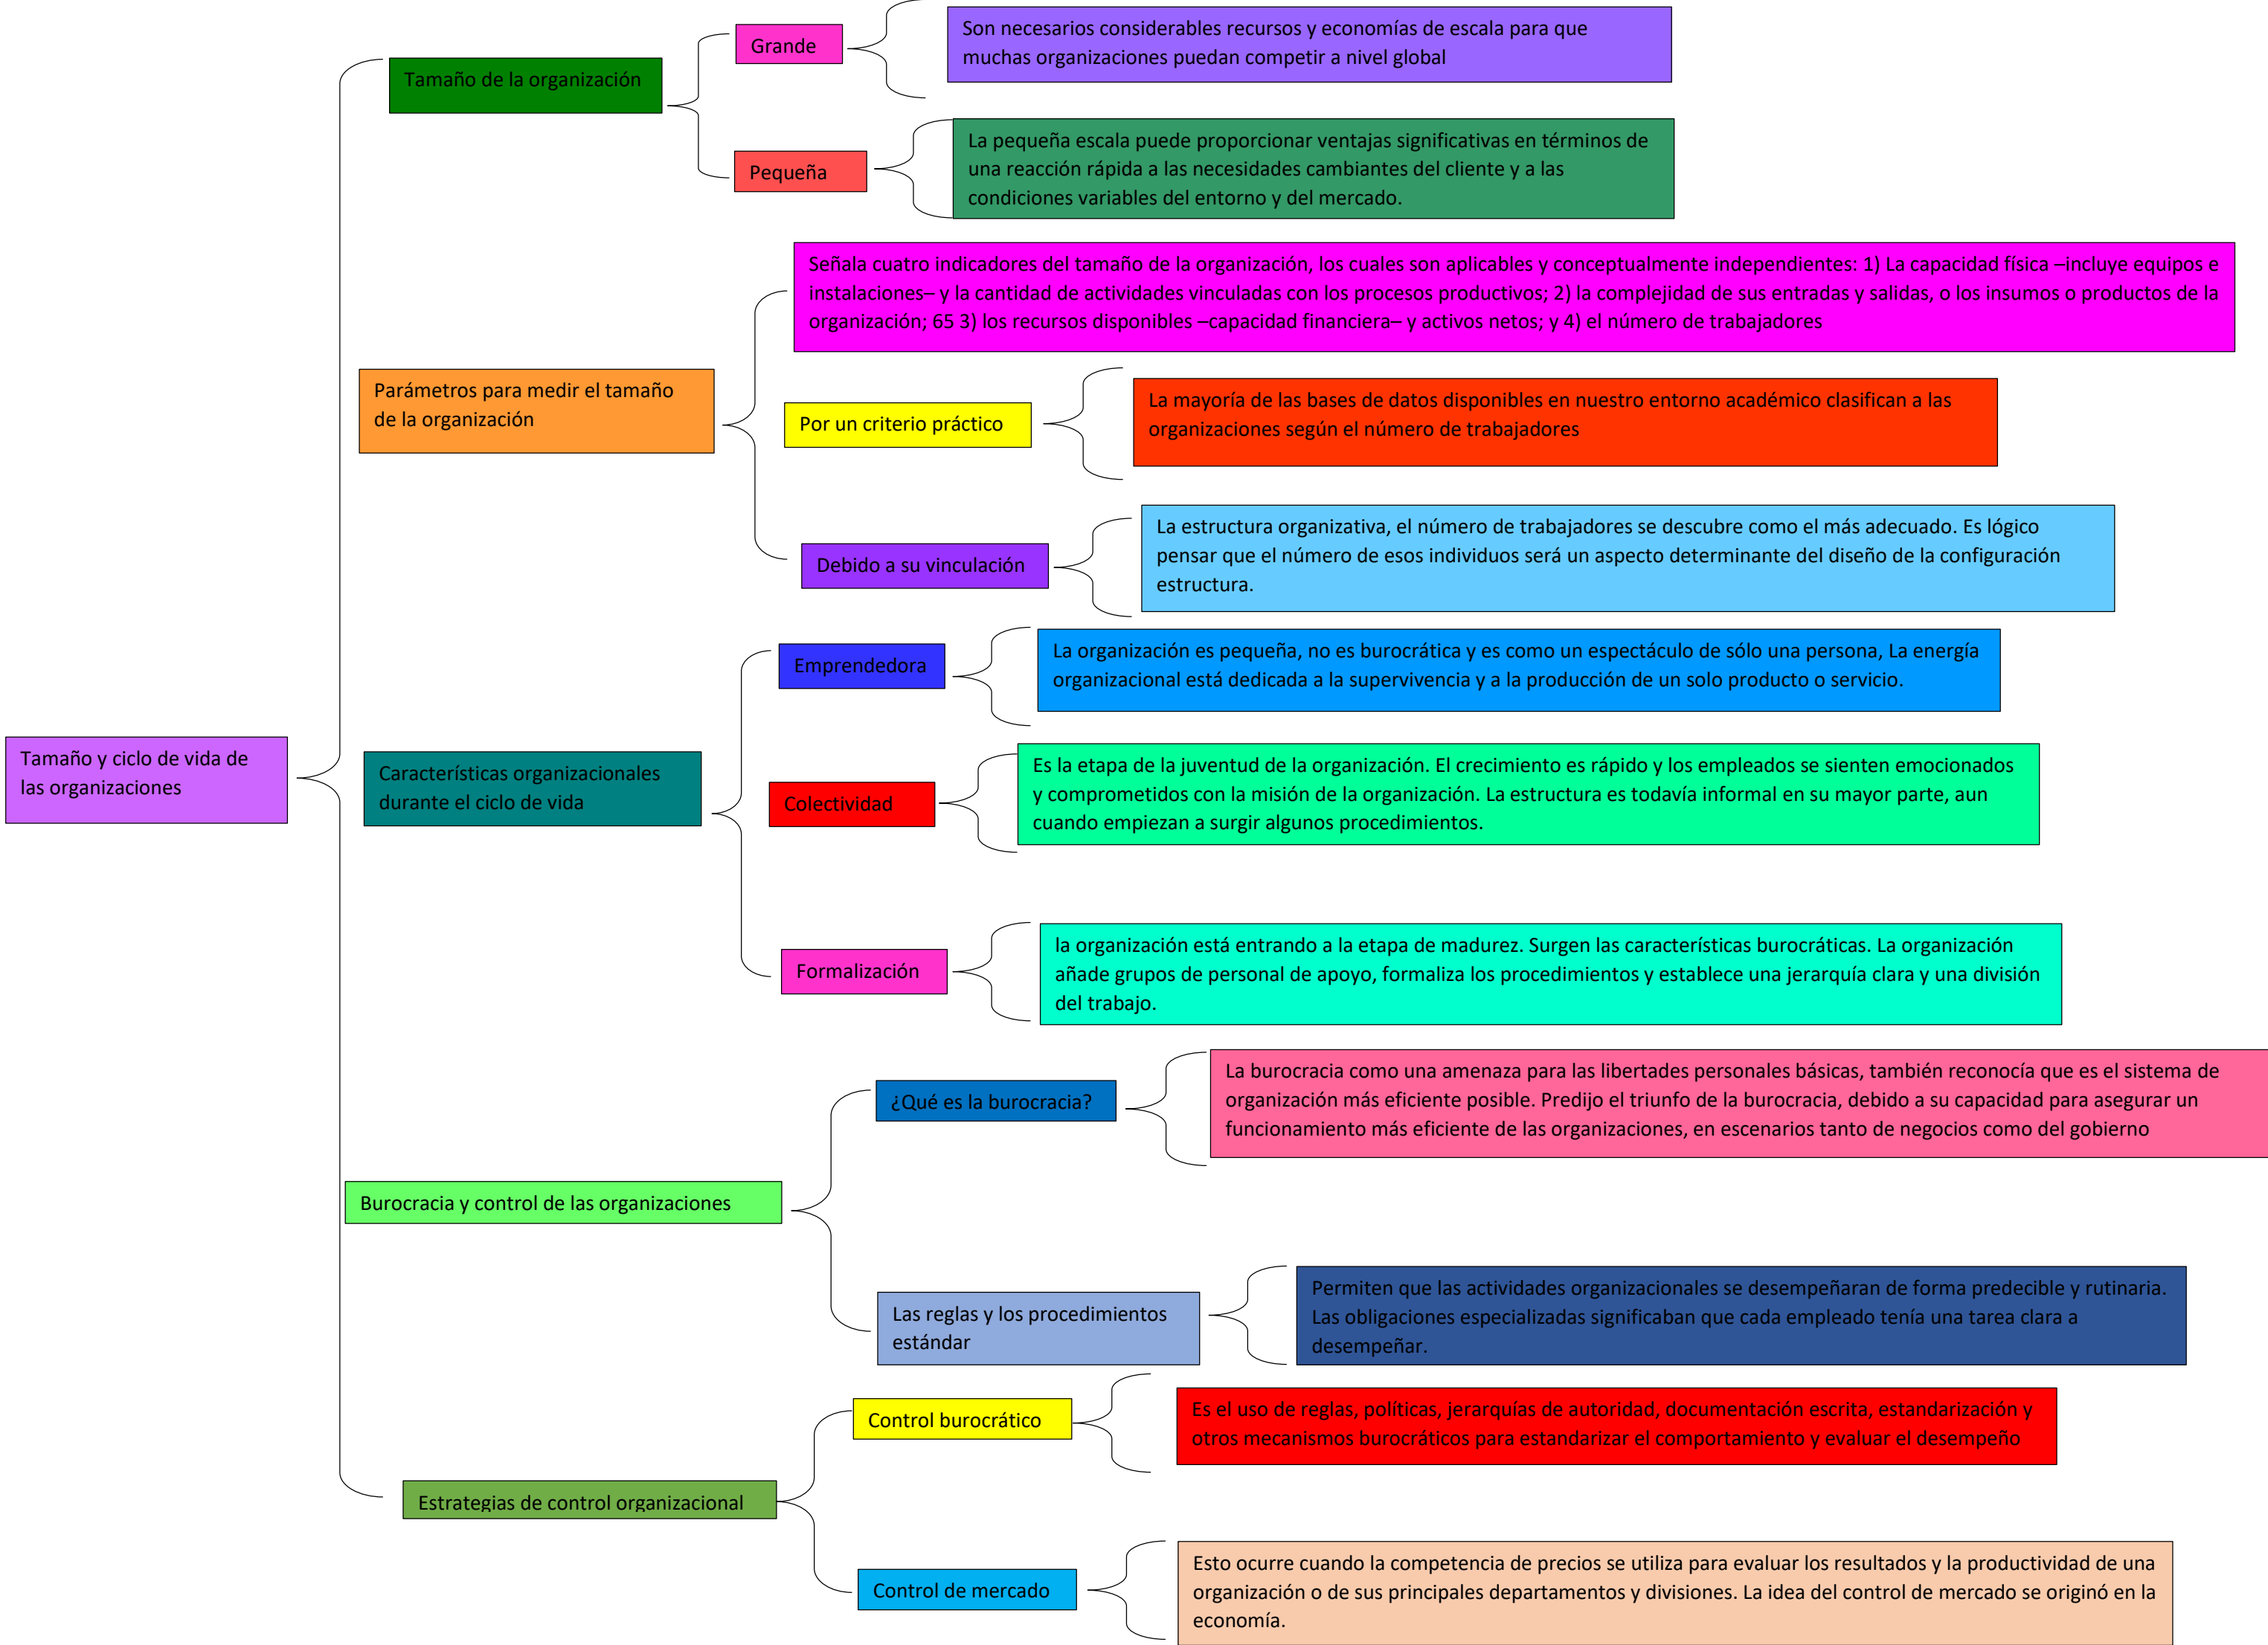 Tamaño y ciclo de vida de
las organizaciones
Tamaño de la organización
Grande
Son necesarios considerables recursos y economías de escala para que
muchas organizaciones puedan competir a nivel global
Pequeña
La pequeña escala puede proporcionar ventajas significativas en términos de
una reacción rápida a las necesidades cambiantes del cliente y a las
condiciones variables del entorno y del mercado.
Parámetros para medir el tamaño
de la organización
Señala cuatro indicadores del tamaño de la organización, los cuales son aplicables y conceptualmente independientes: 1) La capacidad física –incluye equipos e
instalaciones– y la cantidad de actividades vinculadas con los procesos productivos; 2) la complejidad de sus entradas y salidas, o los insumos o productos de la
organización; 65 3) los recursos disponibles –capacidad financiera– y activos netos; y 4) el número de trabajadores
Por un criterio práctico
La mayoría de las bases de datos disponibles en nuestro entorno académico clasifican a las
organizaciones según el número de trabajadores
Debido a su vinculación
La estructura organizativa, el número de trabajadores se descubre como el más adecuado. Es lógico
pensar que el número de esos individuos será un aspecto determinante del diseño de la configuración
estructura.
Característícas organizacionales
durante el ciclo de vida
Emprendedora
La organización es pequeña, no es burocrática y es como un espectáculo de sólo una persona, La energía
organizacional está dedicada a la supervivencia y a la producción de un solo producto o servicio.
Colectividad
Es la etapa de la juventud de la organización. El crecimiento es rápido y los empleados se sienten emocionados
y comprometidos con la misión de la organización. La estructura es todavía informal en su mayor parte, aun
cuando empiezan a surgir algunos procedimientos.
Formalización
la organización está entrando a la etapa de madurez. Surgen las características burocráticas. La organización
añade grupos de personal de apoyo, formaliza los procedimientos y establece una jerarquía clara y una división
del trabajo.
Burocracia y control de las organizaciones
¿Qué es la burocracia?
La burocracia como una amenaza para las libertades personales básicas, también reconocía que es el sistema de
organización más eficiente posible. Predijo el triunfo de la burocracia, debido a su capacidad para asegurar un
funcionamiento más eficiente de las organizaciones, en escenarios tanto de negocios como del gobierno
Las reglas y los procedimientos
estándar
Permiten que las actividades organizacionales se desempeñaran de forma predecible y rutinaria.
Las obligaciones especializadas significaban que cada empleado tenía una tarea clara a
desempeñar.
Estrategias de control organizacional
Control burocrático
Es el uso de reglas, políticas, jerarquías de autoridad, documentación escrita, estandarización y
otros mecanismos burocráticos para estandarizar el comportamiento y evaluar el desempeño
Control de mercado
Esto ocurre cuando la competencia de precios se utiliza para evaluar los resultados y la productividad de una
organización o de sus principales departamentos y divisiones. La idea del control de mercado se originó en la
economía.